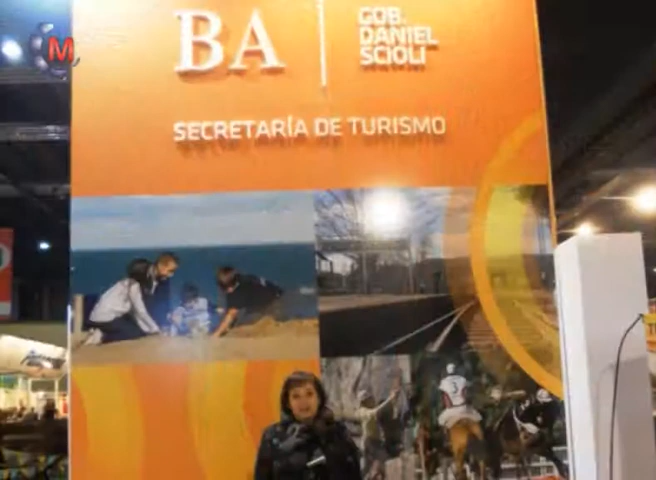 M
BA
GOB.
DANIEL
SCIOLI
SECRETARÍA DE TURISMO